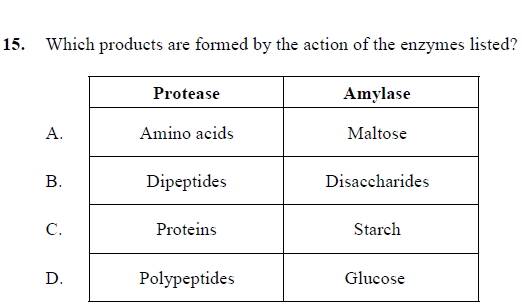 15. Which products are formed by the action of the enzymes listed?
Protease Amylase
A. Amino acids Maltose
B. Dipeptides Disaccharides
C. Proteins Starch
D. Polypeptides Glucose